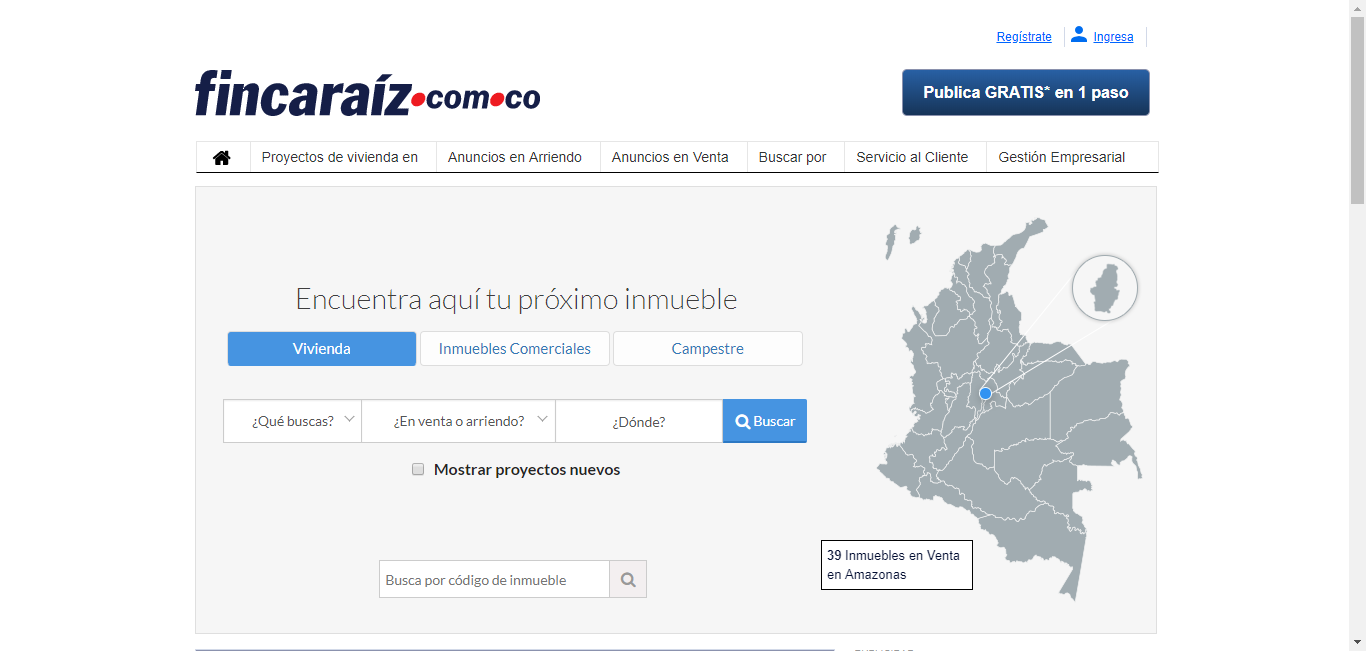 Regístrate
Ingresa
fincaraíz.com.co
Publica GRATIS* en 1 paso
Proyectos de vivienda en
Anuncios en Arriendo
Anuncios en Venta
Buscar por
Servicio al Cliente
Gestión Empresarial
Encuentra aquí tu próximo inmueble
Vivienda
Inmuebles Comerciales
Campestre
¿Qué buscas?
¿En venta o arriendo?
¿Dónde?
Buscar
Mostrar proyectos nuevos
39 Inmuebles en Venta
en Amazonas
Busca por código de inmueble